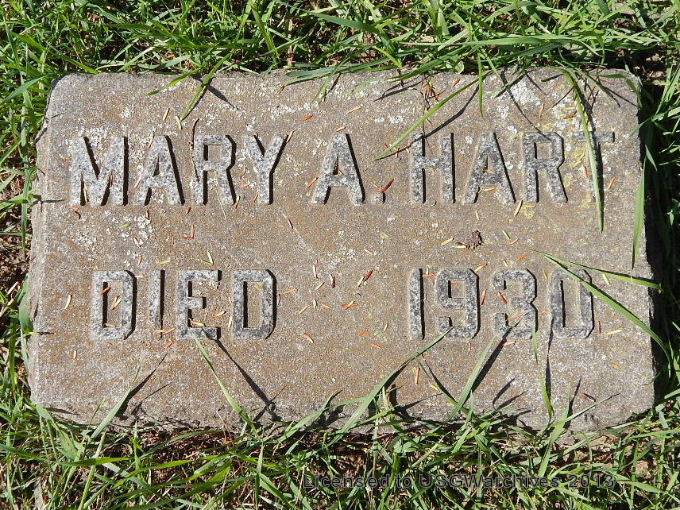 MARY A. HART
DIED 1930
Licensed to USGWarchives 2013